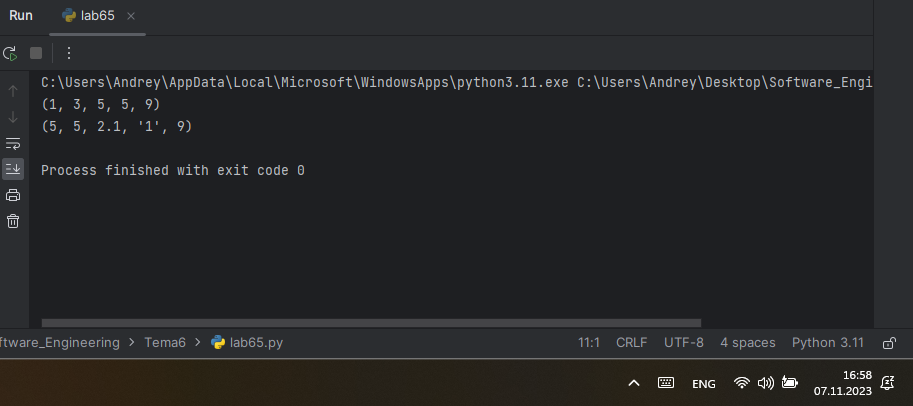 Run lab65
C:\Users\Andrey\AppData\Local\Microsoft\WindowsApps\python3.11.exe C:\Users\Andrey\Desktop\Software_Engi
(1, 3, 5, 5, 9)
(5, 5, 2.1, '1', 9)
Process finished with exit code 0
ftware_Engineering > Tema6 > lab65.py 11:1 CRLF UTF-8 4 spaces Python 3.11
16:58
ENG
07.11.2023